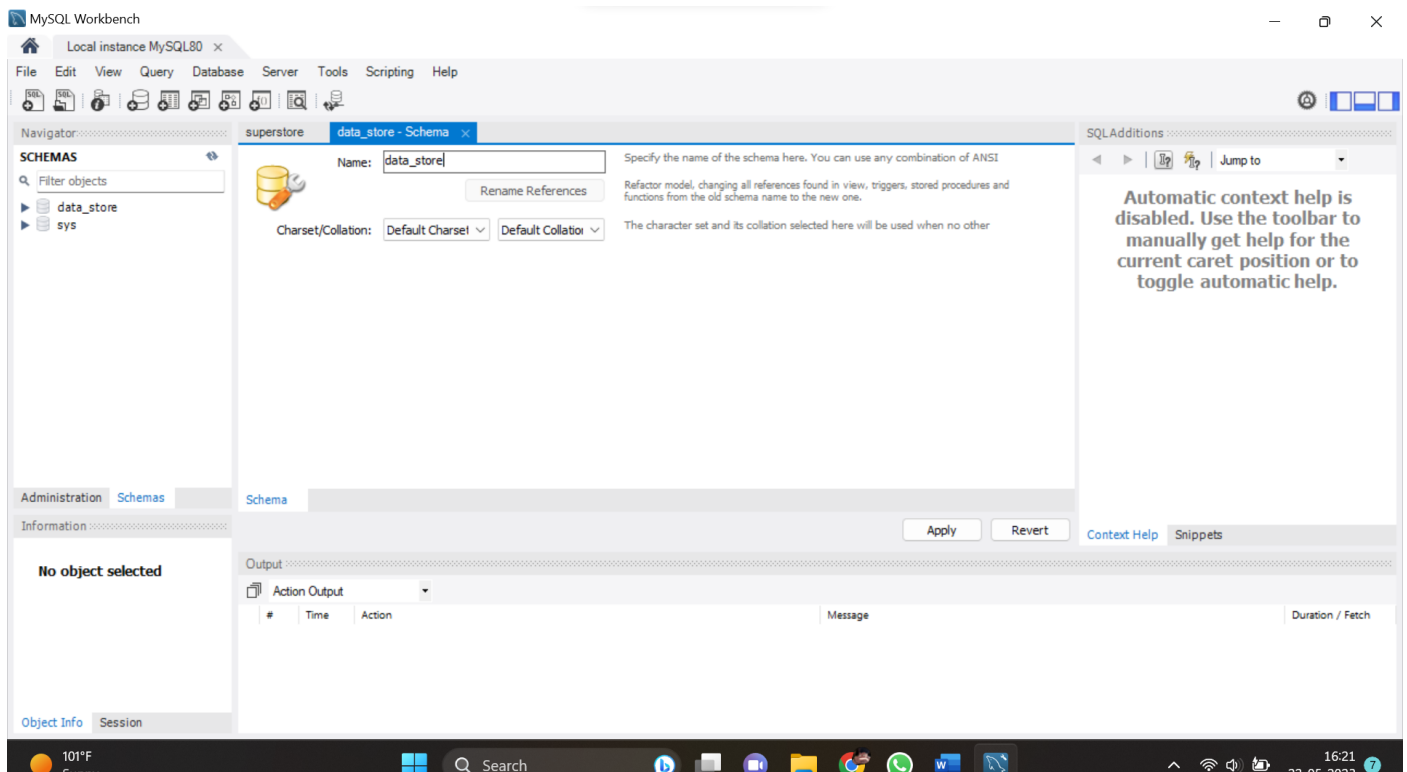 MySQL Workbench
Local instance MySQL80
File Edit View Query Database Server Tools Scripting Help
Navigator
SCHEMAS
Filter objects
data_store
sys
Administration Schemas
Information
No object selected
Object Info Session
superstore data_store - Schema
Name: data_store
Specify the name of the schema here. You can use any combination of ANSI
Rename References
Refactor model, changing all references found in view, triggers, stored procedures and
functions from the old schema name to the new one.
Charset/Collation: Default Charset Default Collation
The character set and its collation selected here will be used when no other
Schema
Apply Revert
Output
Action Output
# Time Action Message Duration / Fetch
SQLAdditions
Jump to
Automatic context help is
disabled. Use the toolbar to
manually get help for the
current caret position or to
toggle automatic help.
Context Help Snippets
101°F
Search
16:21
7